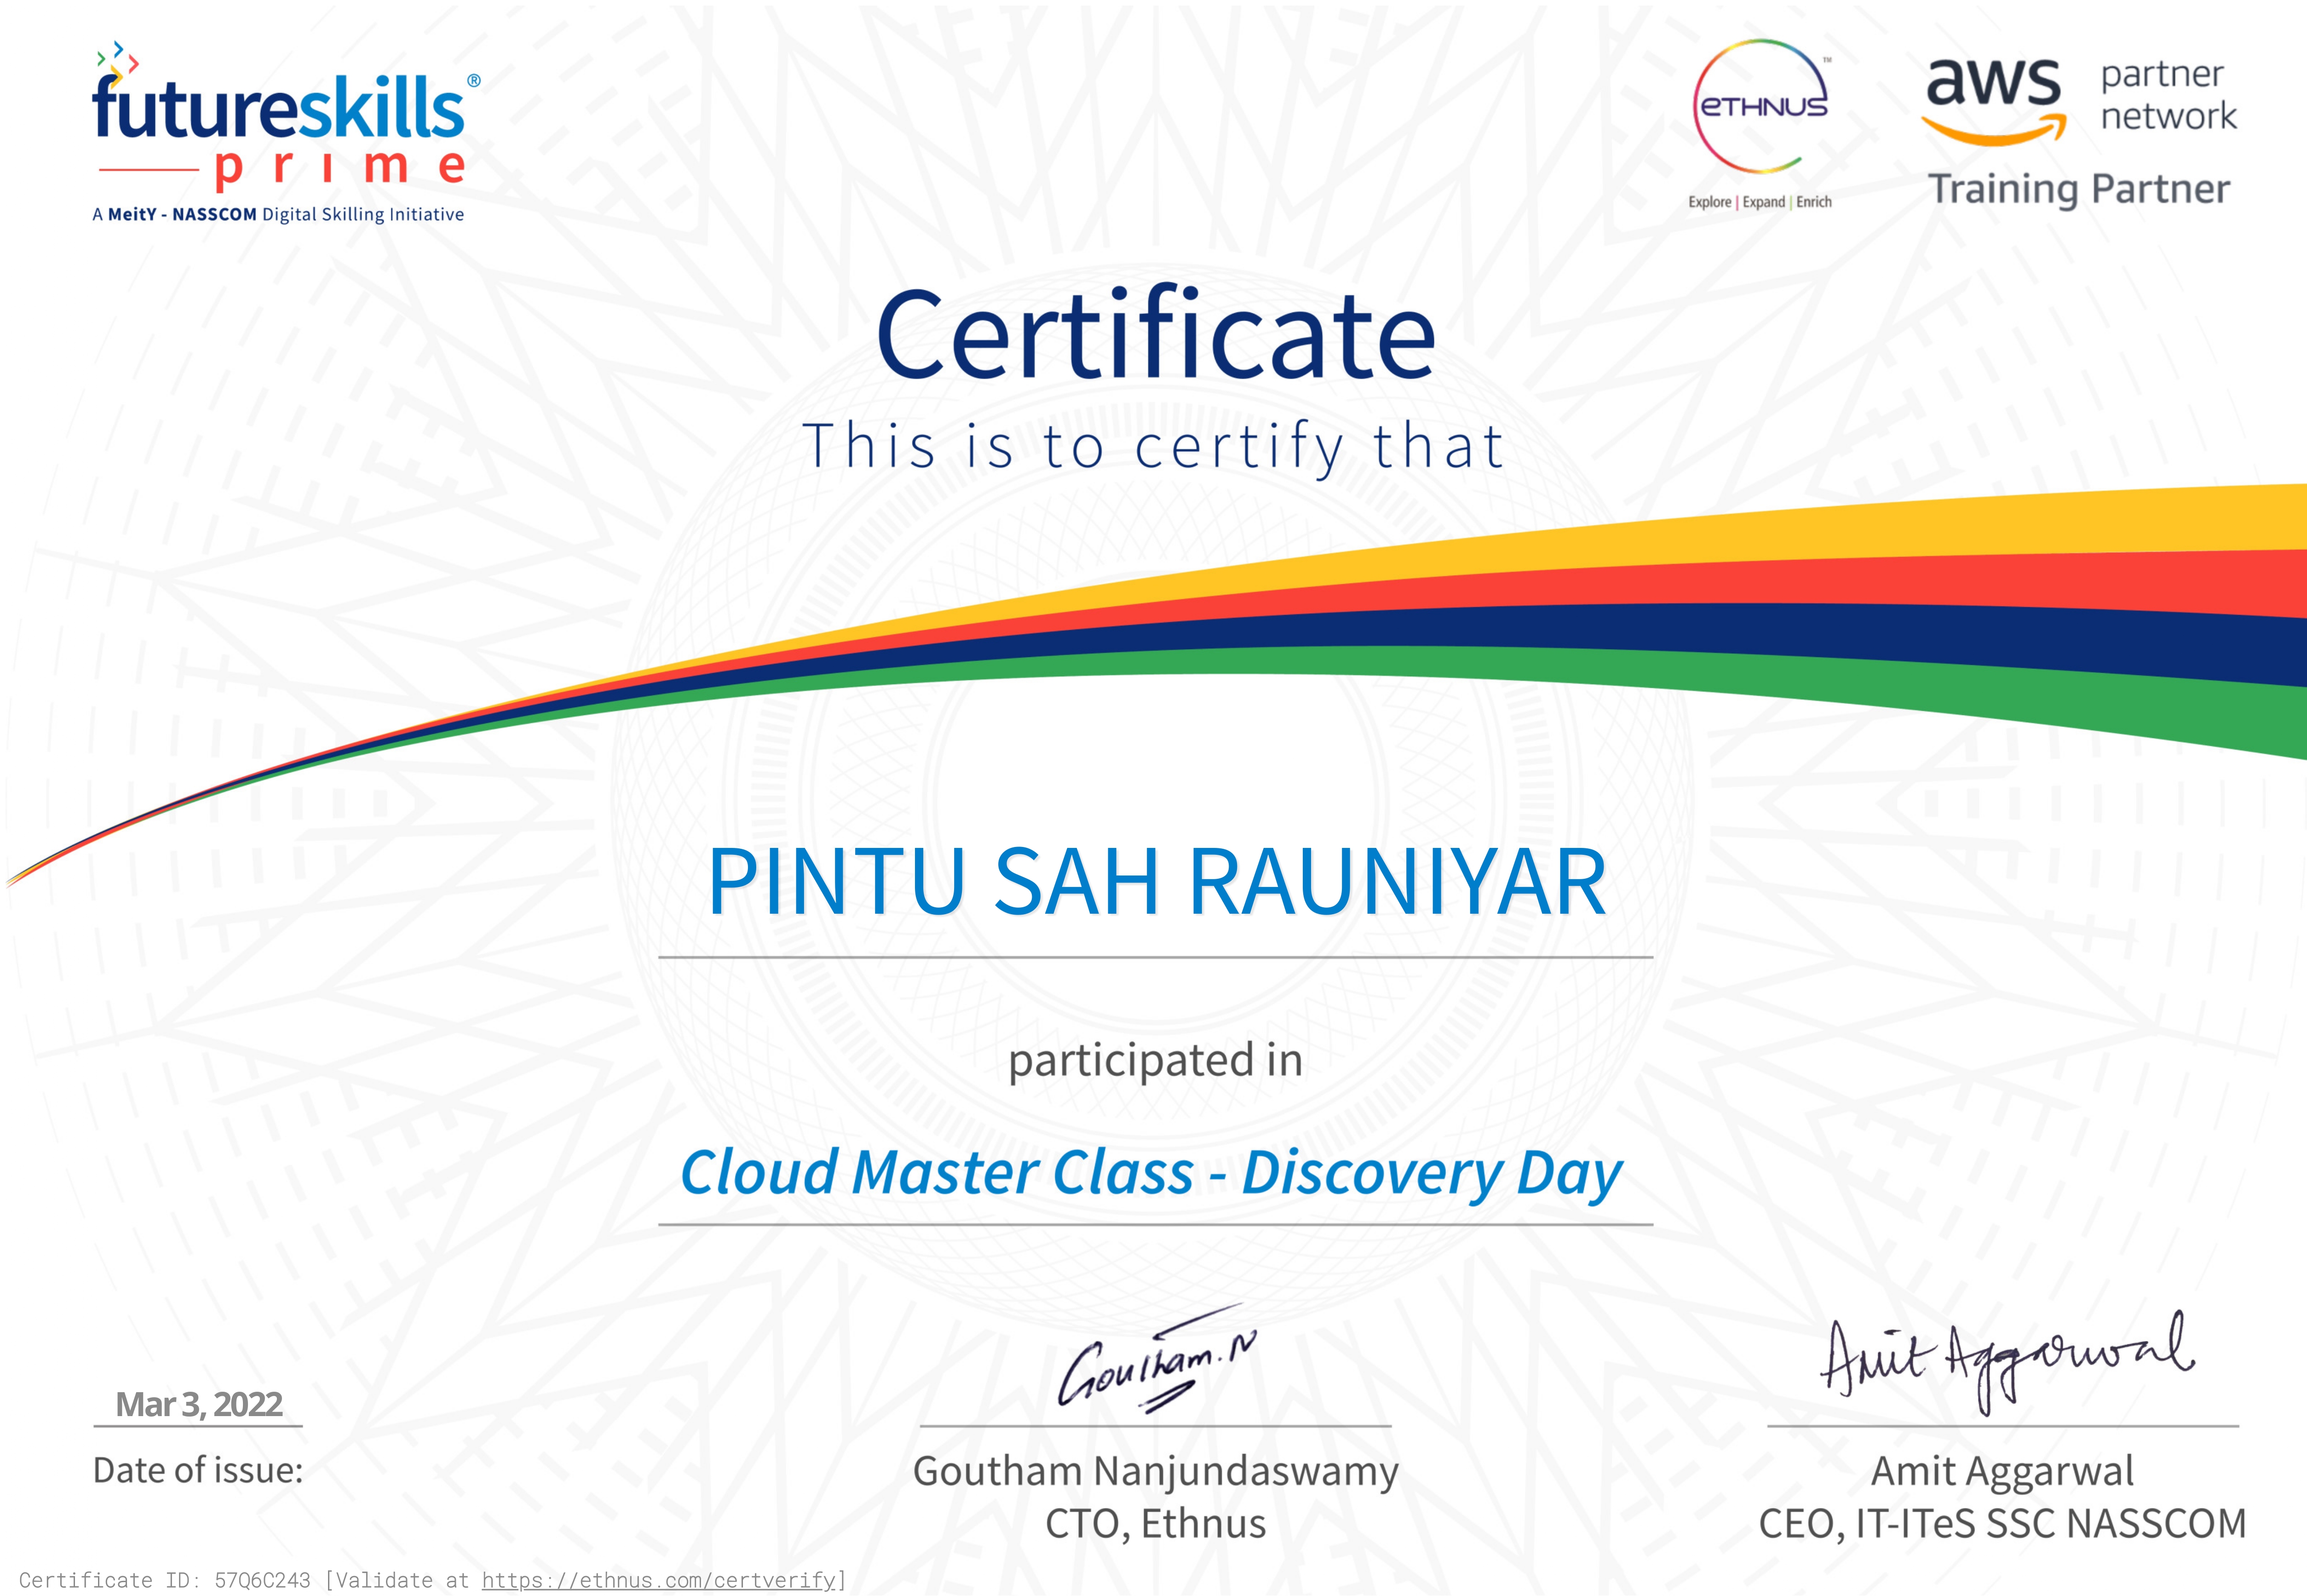 futureskills®
prime
A MeitY - NASSCOM Digital Skilling Initiative
eTHNUS™
Explore | Expand | Enrich
aws partner network
Training Partner
Certificate
This is to certify that
PINTU SAH RAUNIYAR
participated in
Cloud Master Class - Discovery Day
Goutham.N
Amit Aggarwal
Mar 3, 2022
Date of issue:
Goutham Nanjundaswamy
CTO, Ethnus
Amit Aggarwal
CEO, IT-ITeS SSC NASSCOM
Certificate ID: 57Q6C243 [Validate at https://ethnus.com/certverify]